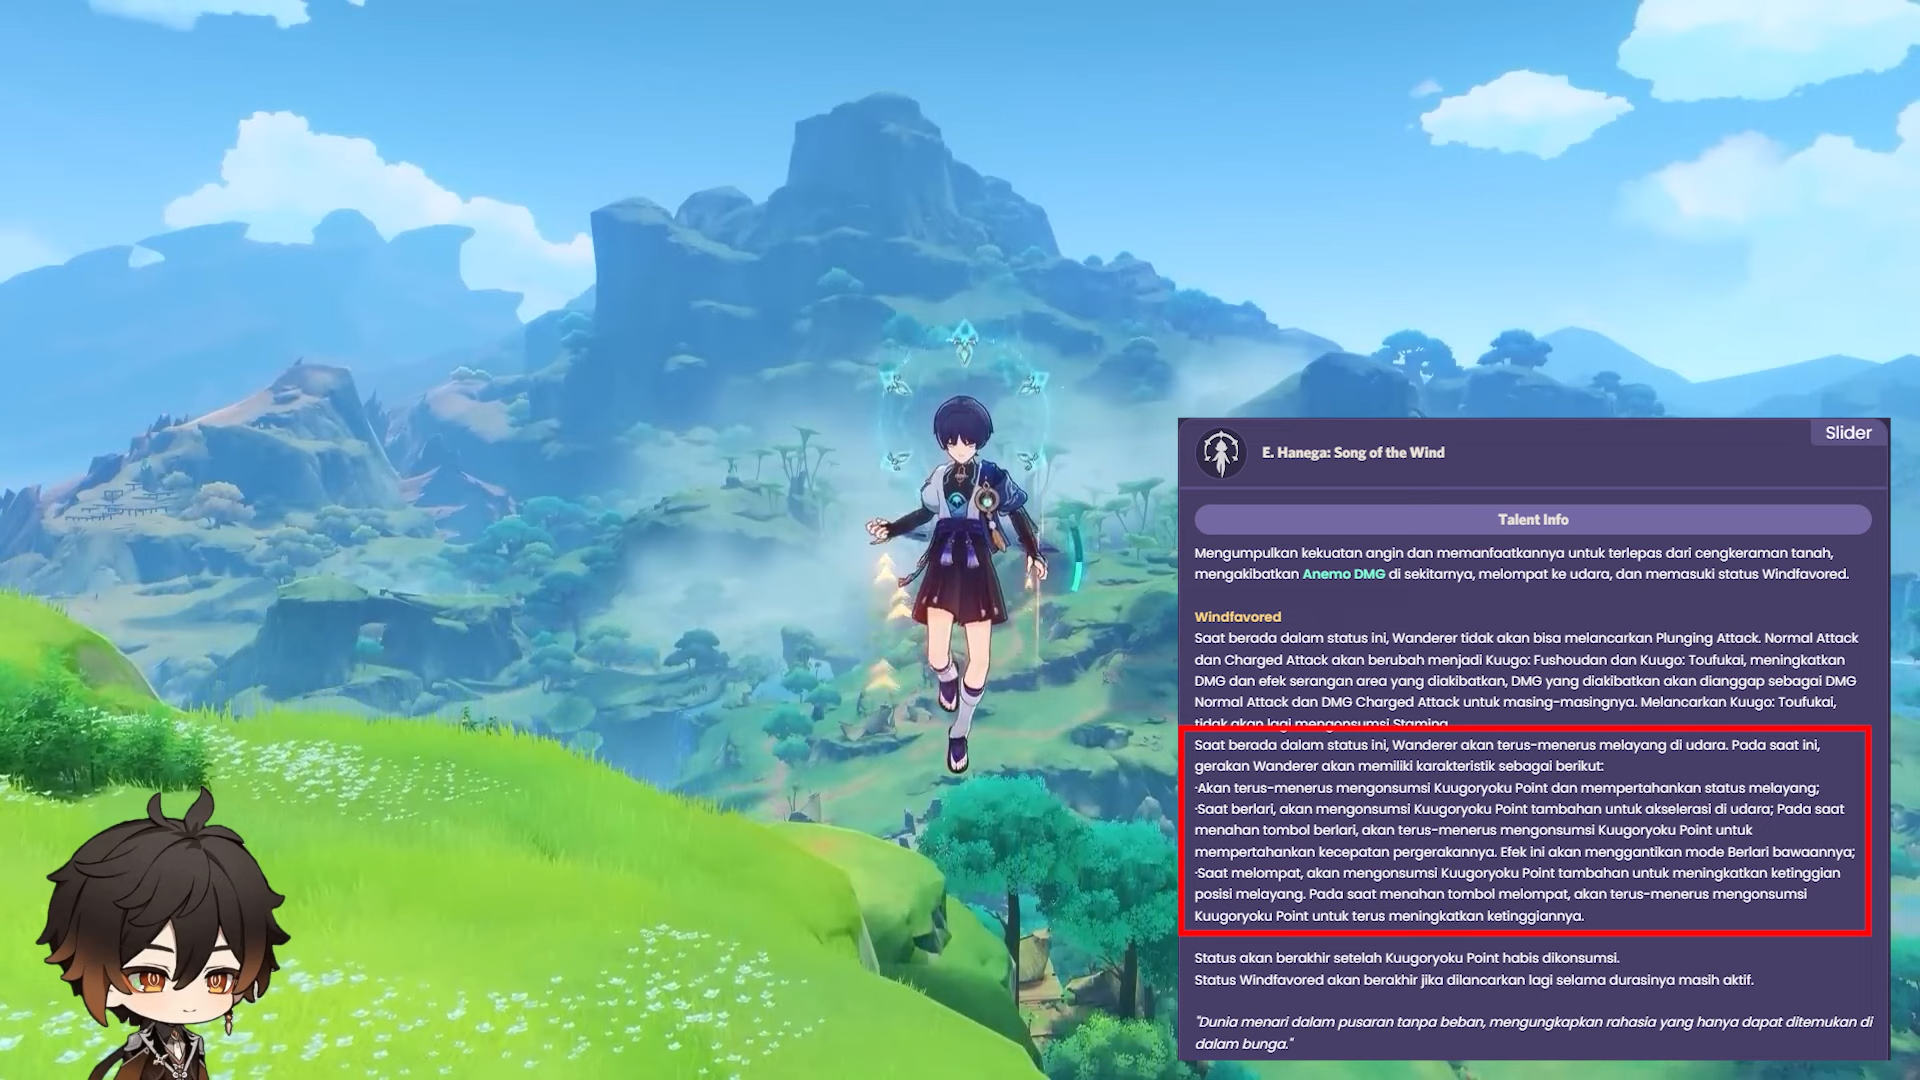 Slider
E. Hanega: Song of the Wind
Talent Info
Mengumpulkan kekuatan angin dan memanfaatkannya untuk terlepas dari cengkeraman tanah,
mengakibatkan Anemo DMG di sekitarnya, melompat ke udara, dan memasuki status Windfavored.
Windfavored
Saat berada dalam status ini, Wanderer tidak akan bisa melancarkan Plunging Attack. Normal Attack
dan Charged Attack akan berubah menjadi Kuugo: Fushoudan dan Kuugo: Toufukai, meningkatkan
DMG dan efek serangan area yang diakibatkan, DMG yang diakibatkan akan dianggap sebagai DMG
Normal Attack dan DMG Charged Attack untuk masing-masingnya. Melancarkan Kuugo: Toufukai,
tidak akan lagi mengonsumsi Stamina.
Saat berada dalam status ini, Wanderer akan terus-menerus melayang di udara. Pada saat ini,
gerakan Wanderer akan memiliki karakteristik sebagai berikut:
·Akan terus-menerus mengonsumsi Kuugoryoku Point dan mempertahankan status melayang;
·Saat berlari, akan mengonsumsi Kuugoryoku Point tambahan untuk akselerasi di udara; Pada saat
menahan tombol berlari, akan terus-menerus mengonsumsi Kuugoryoku Point untuk
mempertahankan kecepatan pergerakannya. Efek ini akan menggantikan mode Berlari bawaannya;
·Saat melompat, akan mengonsumsi Kuugoryoku Point tambahan untuk meningkatkan ketinggian
posisi melayang. Pada saat menahan tombol melompat, akan terus-menerus mengonsumsi
Kuugoryoku Point untuk terus meningkatkan ketinggiannya.
Status akan berakhir setelah Kuugoryoku Point habis dikonsumsi.
Status Windfavored akan berakhir jika dilancarkan lagi selama durasinya masih aktif.
"Dunia menari dalam pusaran tanpa beban, mengungkapkan rahasia yang hanya dapat ditemukan di
dalam bunga."